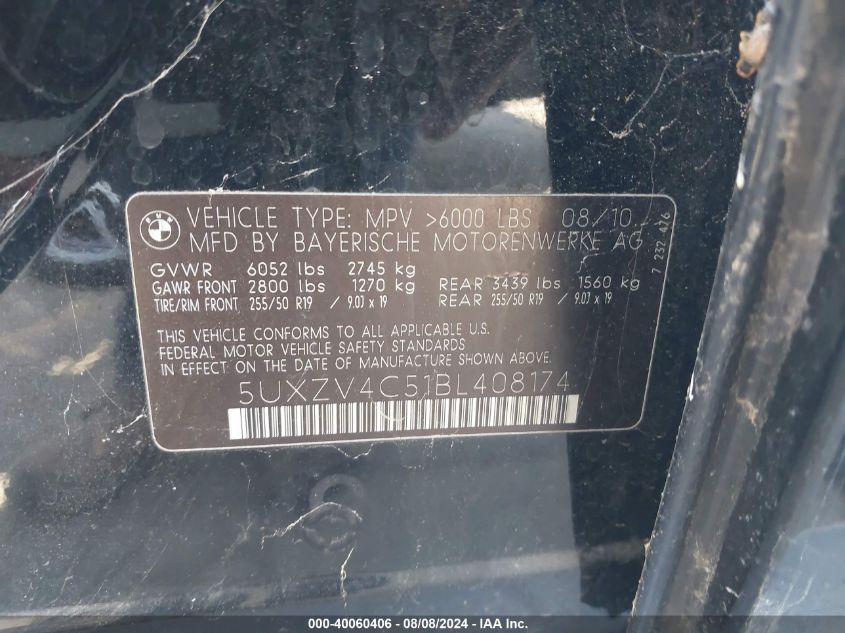 BMW
VEHICLE TYPE: MPV >6000 LBS 08/10
MFD BY BAYERISCHE MOTORENWERKE AG
GVWR 6052 lbs 2745 kg
GAWR FRONT 2800 lbs 1270 kg REAR 3439 lbs 1560 kg
TIRE/RIM FRONT 255/50 R19 / 9.0J x 19 REAR 255/50 R19 / 9.0J x 19
THIS VEHICLE CONFORMS TO ALL APPLICABLE U.S.
FEDERAL MOTOR VEHICLE SAFETY STANDARDS
IN EFFECT ON THE DATE OF MANUFACTURE SHOWN ABOVE.
5UXZV4C51BL408174
7 232 476
000-40060406 - 08/08/2024 - IAA Inc.